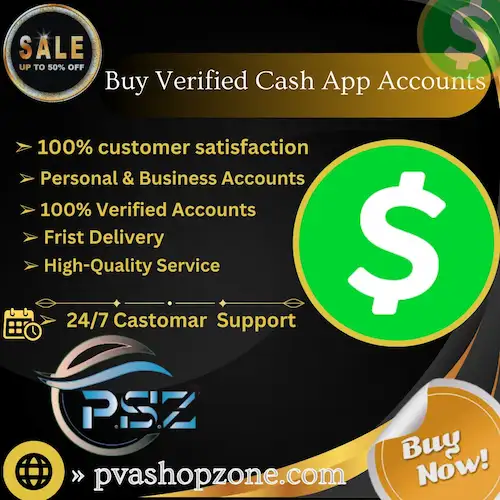 SALE
UP TO 50% OFF
Buy Verified Cash App Accounts
➣ 100% customer satisfaction
➣ Personal & Business Accounts
➣ 100% Verified Accounts
➣ Frist Delivery
➣ High-Quality Service
➣ 24/7 Castomar Support
$
P.S.Z
Buy
Now!
» pvashopzone.com